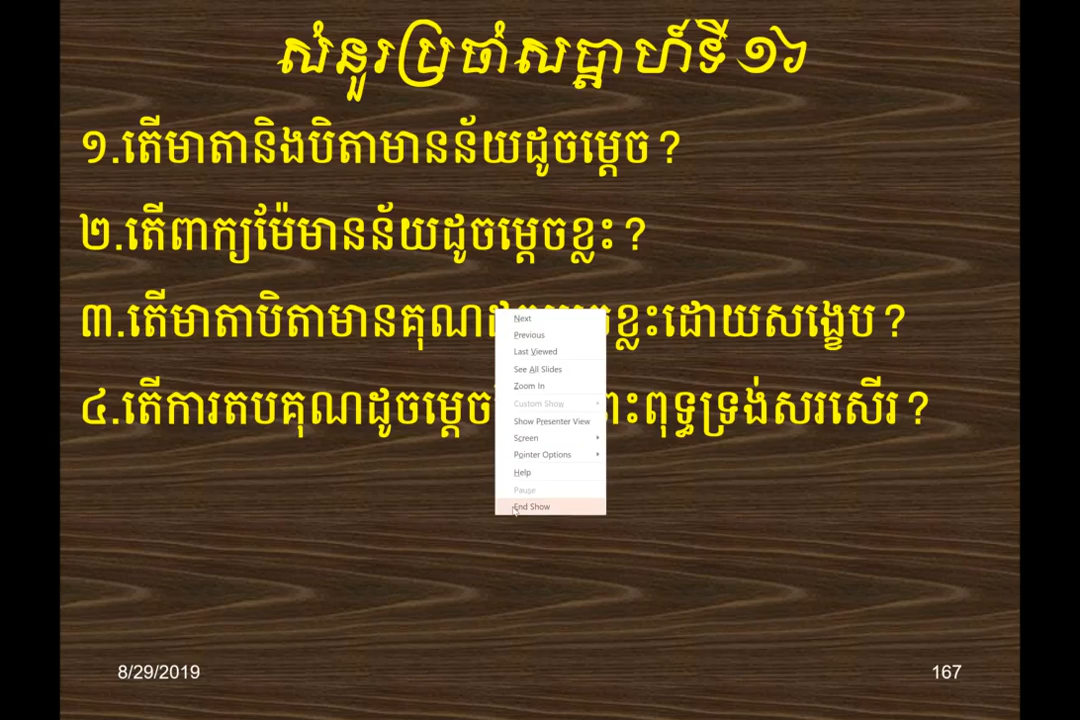 សំនួរប្រចាំសប្តាហ៍ទី១៦
១.តើមាតានិងបិតាមានន័យដូចម្តេច?
២.តើពាក្យម៉ែមានន័យដូចម្តេចខ្លះ?
៣.តើមាតាបិតាមានគុណ ខ្លះដោយសង្ខេប?
៤.តើការតបគុណដូចម្តេច ពុទ្ធទ្រង់សរសើរ?
Next
Previous
Last Viewed
See All Slides
Zoom In
Custom Show
Show Presenter View
Screen
Pointer Options
Help
Pause
End Show
8/29/2019
167